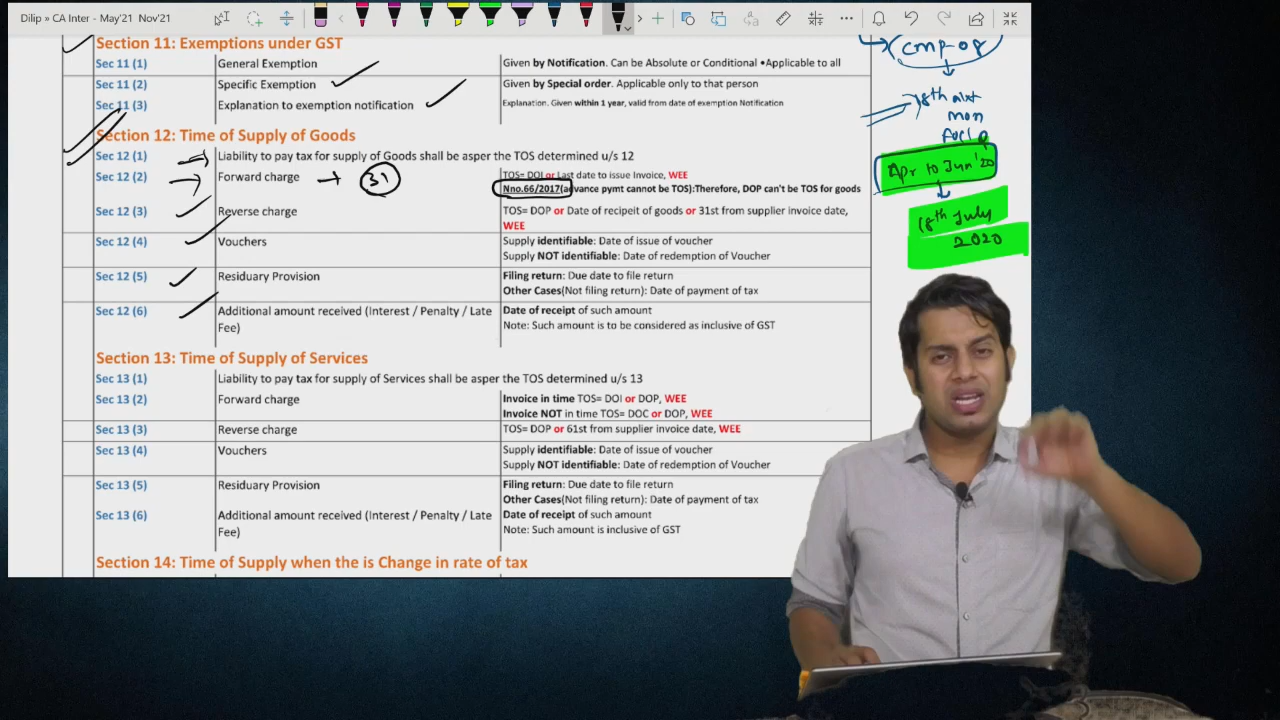 Dilip » CA Inter - May'21 Nov'21
Section 11: Exemptions under GST
Sec 11 (1) General Exemption Given by Notification. Can be Absolute or Conditional •Applicable to all
Sec 11 (2) Specific Exemption Given by Special order. Applicable only to that person
Sec 11 (3) Explanation to exemption notification Explanation. Given within 1 year, valid from date of exemption Notification
Section 12: Time of Supply of Goods
Sec 12 (1) Liability to pay tax for supply of Goods shall be asper the TOS determined u/s 12
Sec 12 (2) Forward charge 31 TOS= DOI or Last date to issue Invoice, WEE
Nno.66/2017(advance pymt cannot be TOS):Therefore, DOP can't be TOS for goods
Sec 12 (3) Reverse charge TOS= DOP or Date of recipeit of goods or 31st from supplier invoice date,
WEE
Sec 12 (4) Vouchers Supply identifiable: Date of issue of voucher
Supply NOT identifiable: Date of redemption of Voucher
Sec 12 (5) Residuary Provision Filing return: Due date to file return
Other Cases(Not filing return): Date of payment of tax
Sec 12 (6) Additional amount received (Interest / Penalty / Late Date of receipt of such amount
Fee) Note: Such amount is to be considered as inclusive of GST
Section 13: Time of Supply of Services
Sec 13 (1) Liability to pay tax for supply of Services shall be asper the TOS determined u/s 13
Sec 13 (2) Forward charge Invoice in time TOS= DOI or DOP, WEE
Invoice NOT in time TOS= DOC or DOP, WEE
Sec 13 (3) Reverse charge TOS= DOP or 61st from supplier invoice date, WEE
Sec 13 (4) Vouchers Supply identifiable: Date of issue of voucher
Supply NOT identifiable: Date of redemption of Voucher
Sec 13 (5) Residuary Provision Filing return: Due date to file return
Other Cases(Not filing return): Date of payment of tax
Sec 13 (6) Additional amount received (Interest / Penalty / Late Date of receipt of such amount
Fee) Note: Such amount is inclusive of GST
Section 14: Time of Supply when the is Change in rate of tax
CMP-08
18th
mon
Apr to Jun'20
18th July
2020